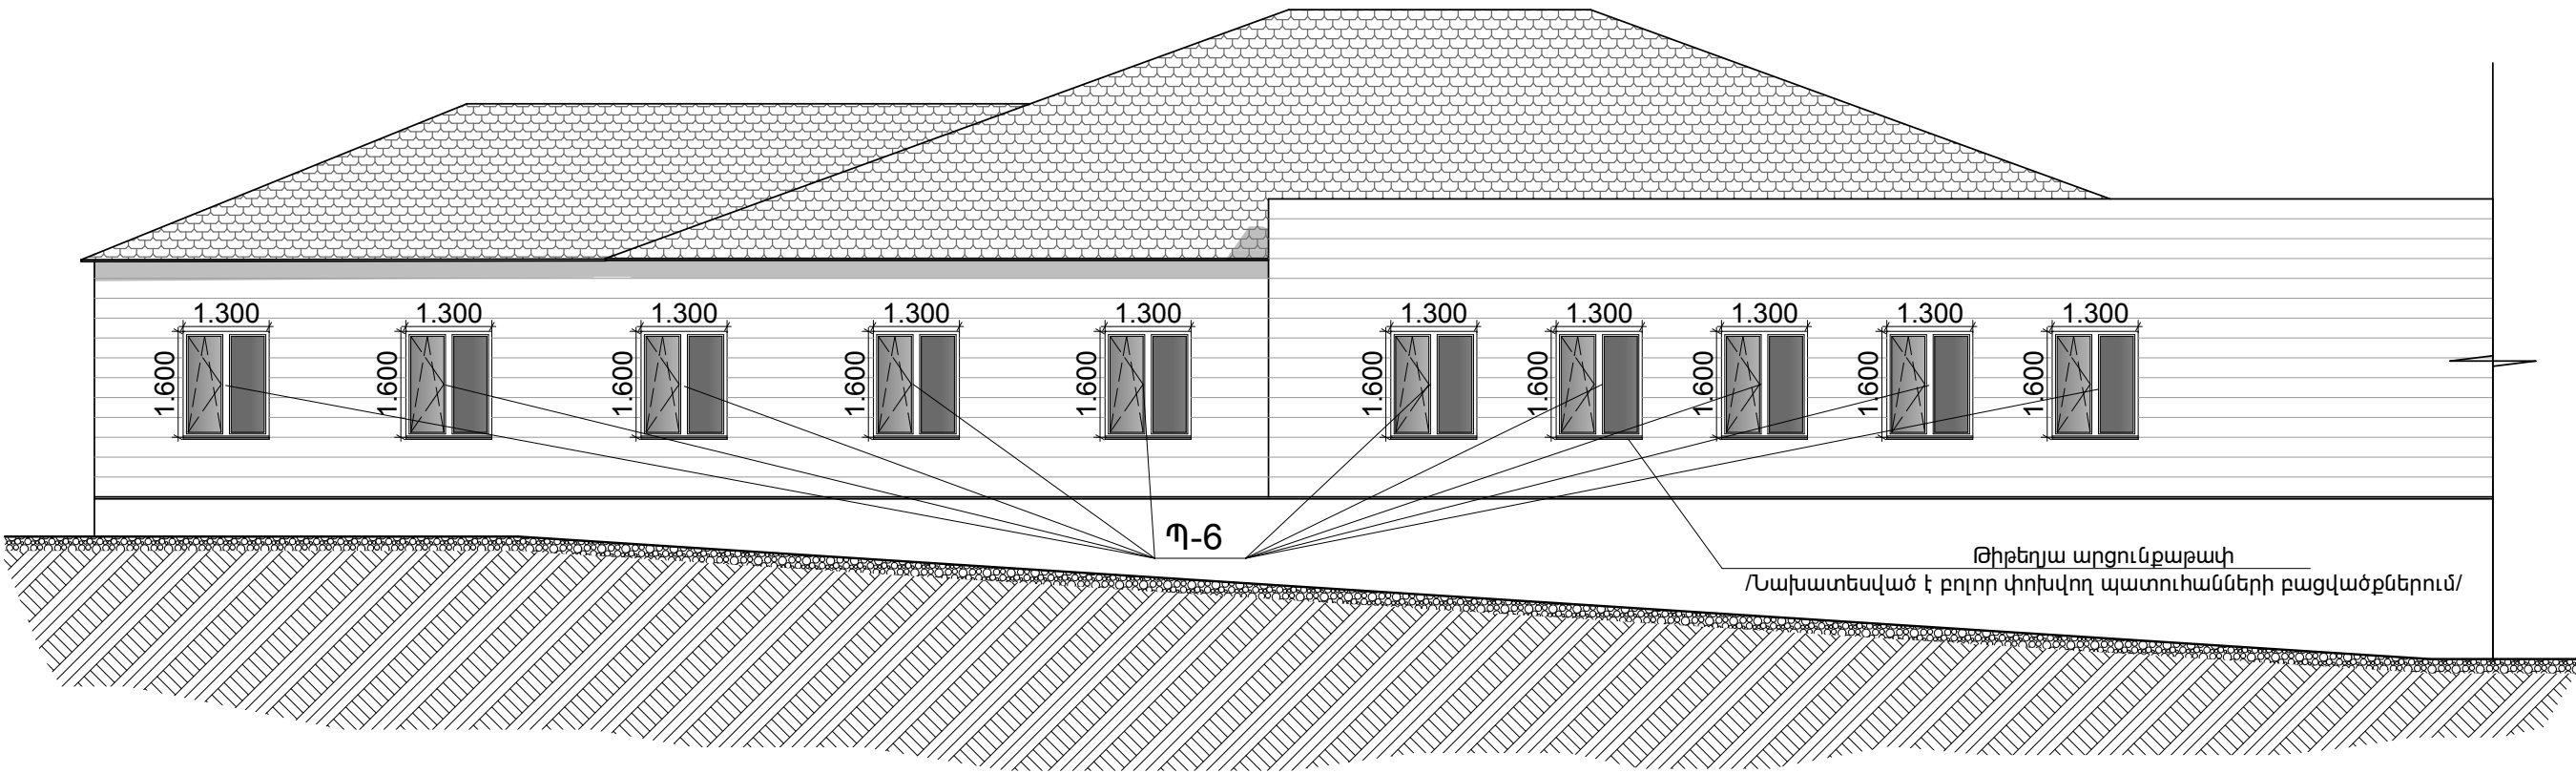 1.300 1.300 1.300 1.300 1.300 1.300 1.300 1.300 1.300 1.300
1.600 1.600 1.600 1.600 1.600 1.600 1.600 1.600 1.600 1.600
Պ-6
Թիթեղյա արցունքաթափ
/Նախատեսված է բոլոր փոխվող պատուհանների բացվածքներում/